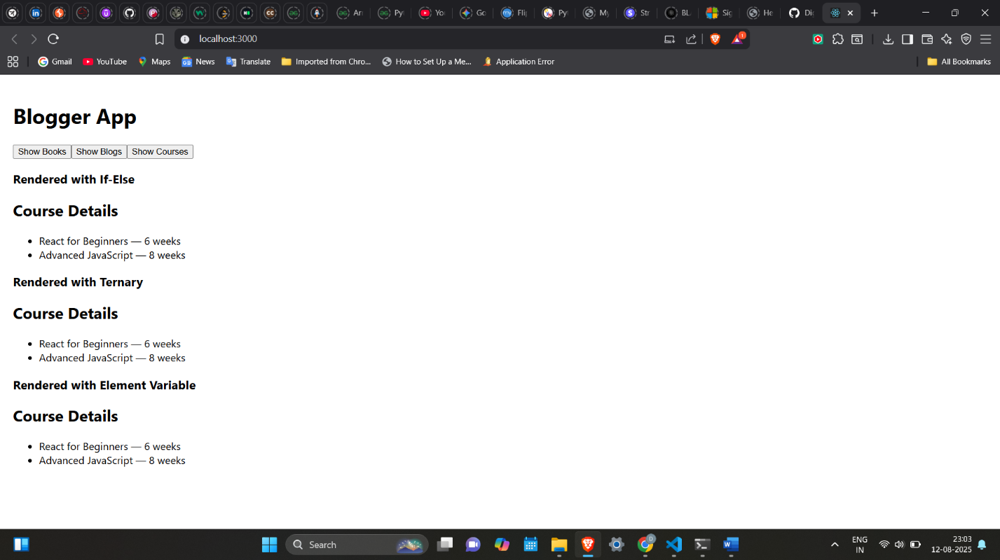 Ar
Py
Yo
Go
Fli
Py
My
Str
BL
Sig
He
Di
localhost:3000
1
Gmail
YouTube
Maps
News
Translate
Imported from Chro...
How to Set Up a Me...
Application Error
All Bookmarks
Blogger App
Show Books Show Blogs Show Courses
Rendered with If-Else
Course Details
• React for Beginners — 6 weeks
• Advanced JavaScript — 8 weeks
Rendered with Ternary
Course Details
• React for Beginners — 6 weeks
• Advanced JavaScript — 8 weeks
Rendered with Element Variable
Course Details
• React for Beginners — 6 weeks
• Advanced JavaScript — 8 weeks
Search
ENG
IN
23:03
12-08-2025